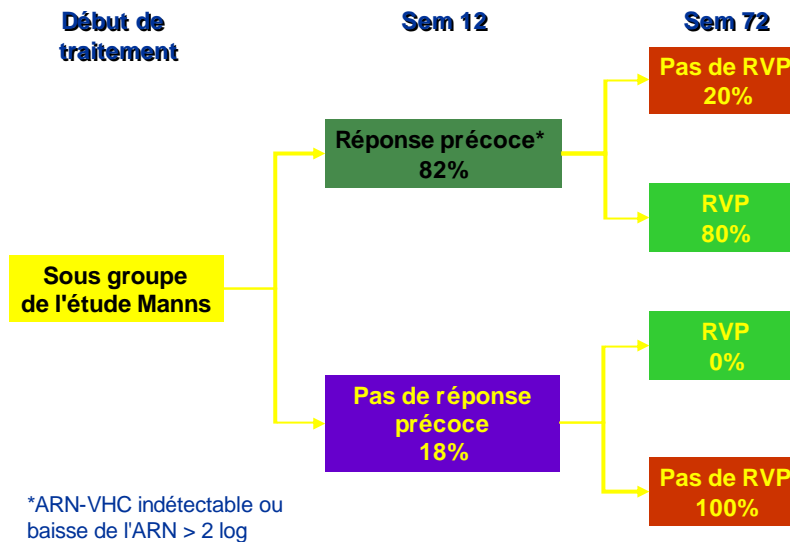 Début de
traitement
Sem 12
Sem 72
Pas de RVP
20%
Réponse précoce*
82%
RVP
80%
Sous groupe
de l'étude Manns
RVP
0%
Pas de réponse
précoce
18%
Pas de RVP
100%
*ARN-VHC indétectable ou
baisse de l'ARN > 2 log